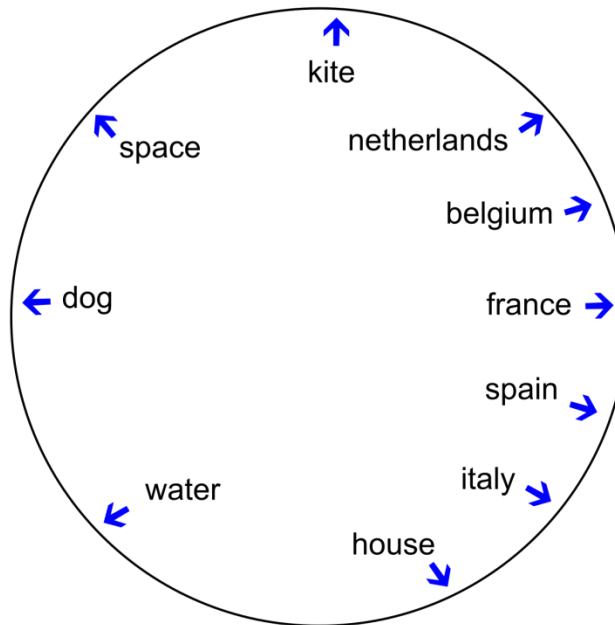 kite
netherlands
space
belgium
dog
france
spain
italy
water
house